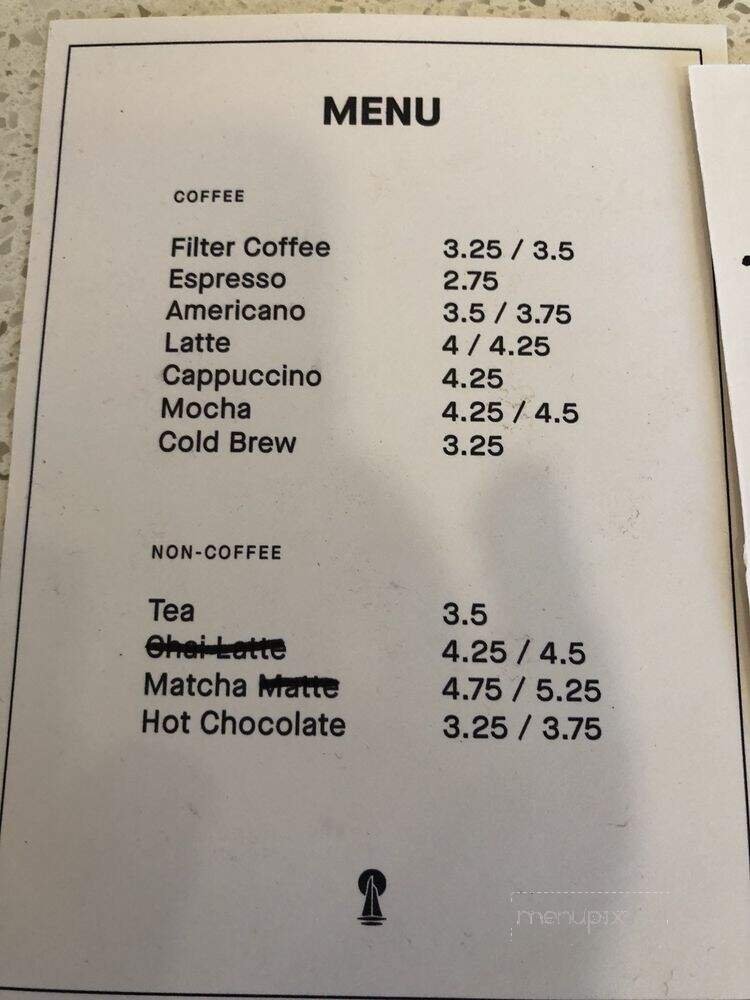 MENU
COFFEE
Filter Coffee 3.25 / 3.5
Espresso 2.75
Americano 3.5 / 3.75
Latte 4 / 4.25
Cappuccino 4.25
Mocha 4.25 / 4.5
Cold Brew 3.25
NON-COFFEE
Tea 3.5
Chai Latte 4.25 / 4.5
Matcha Matte 4.75 / 5.25
Hot Chocolate 3.25 / 3.75
menupix